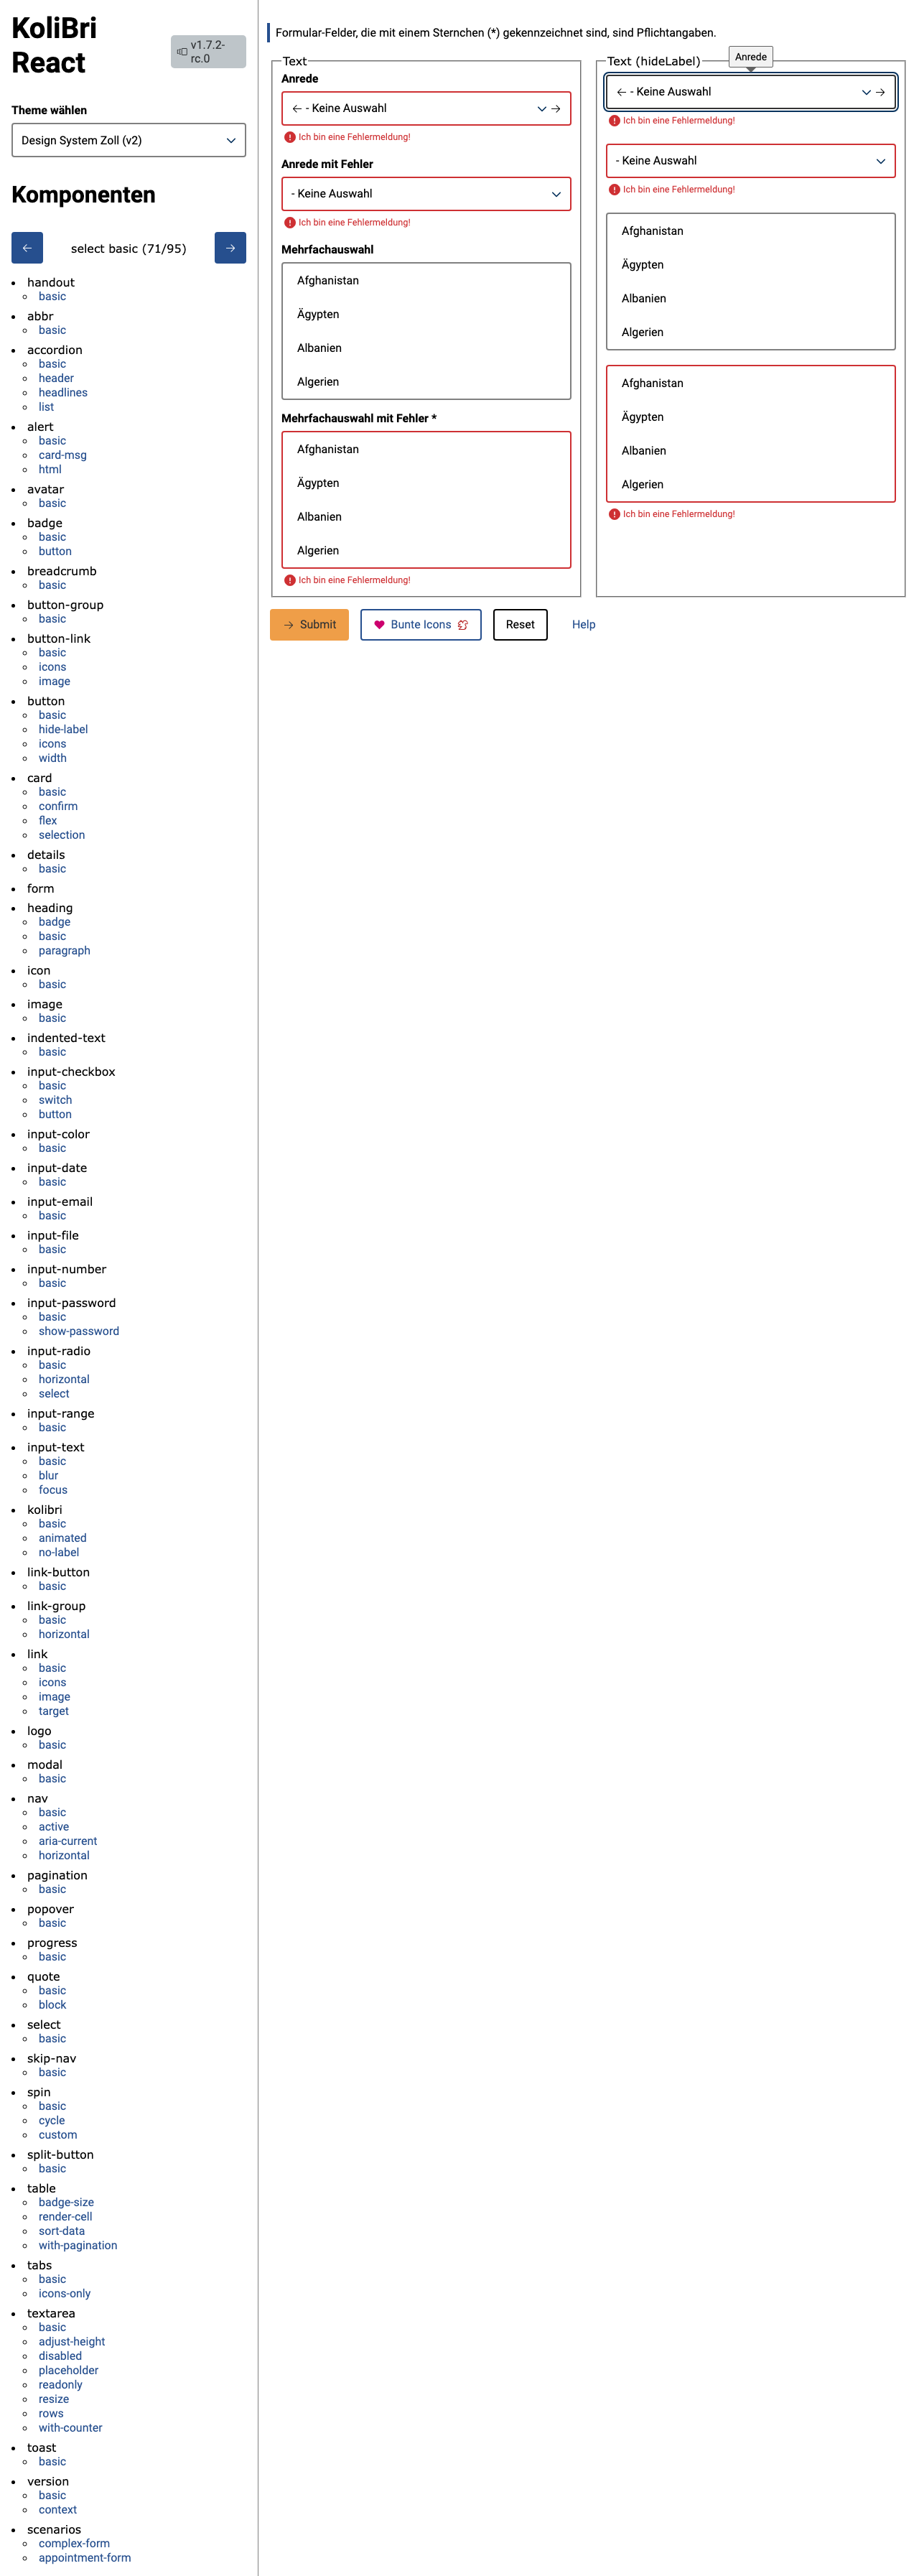 KoliBri
React
v1.7.2-
rc.0
Theme wählen
Design System Zoll (v2)
Komponenten
← select basic (71/95) →
handout
basic
abbr
basic
accordion
basic
header
headlines
list
alert
basic
card-msg
html
avatar
basic
badge
basic
button
breadcrumb
basic
button-group
basic
button-link
basic
icons
image
button
basic
hide-label
icons
width
card
basic
confirm
flex
selection
details
basic
form
heading
badge
basic
paragraph
icon
basic
image
basic
indented-text
basic
input-checkbox
basic
switch
button
input-color
basic
input-date
basic
input-email
basic
input-file
basic
input-number
basic
input-password
basic
show-password
input-radio
basic
horizontal
select
input-range
basic
input-text
basic
blur
focus
kolibri
basic
animated
no-label
link-button
basic
link-group
basic
horizontal
link
basic
icons
image
target
logo
basic
modal
basic
nav
basic
active
aria-current
horizontal
pagination
basic
popover
basic
progress
basic
quote
basic
block
select
basic
skip-nav
basic
spin
basic
cycle
custom
split-button
basic
table
badge-size
render-cell
sort-data
with-pagination
tabs
basic
icons-only
textarea
basic
adjust-height
disabled
placeholder
readonly
resize
rows
with-counter
toast
basic
version
basic
context
scenarios
complex-form
appointment-form
Formular-Felder, die mit einem Sternchen (*) gekennzeichnet sind, sind Pflichtangaben.
Text
Anrede
← - Keine Auswahl →
Ich bin eine Fehlermeldung!
Anrede mit Fehler
- Keine Auswahl
Ich bin eine Fehlermeldung!
Mehrfachauswahl
Afghanistan
Ägypten
Albanien
Algerien
Mehrfachauswahl mit Fehler *
Afghanistan
Ägypten
Albanien
Algerien
Ich bin eine Fehlermeldung!
Text (hideLabel)
Anrede
← - Keine Auswahl →
Ich bin eine Fehlermeldung!
- Keine Auswahl
Ich bin eine Fehlermeldung!
Afghanistan
Ägypten
Albanien
Algerien
Afghanistan
Ägypten
Albanien
Algerien
Ich bin eine Fehlermeldung!
→ Submit
Bunte Icons
Reset
Help